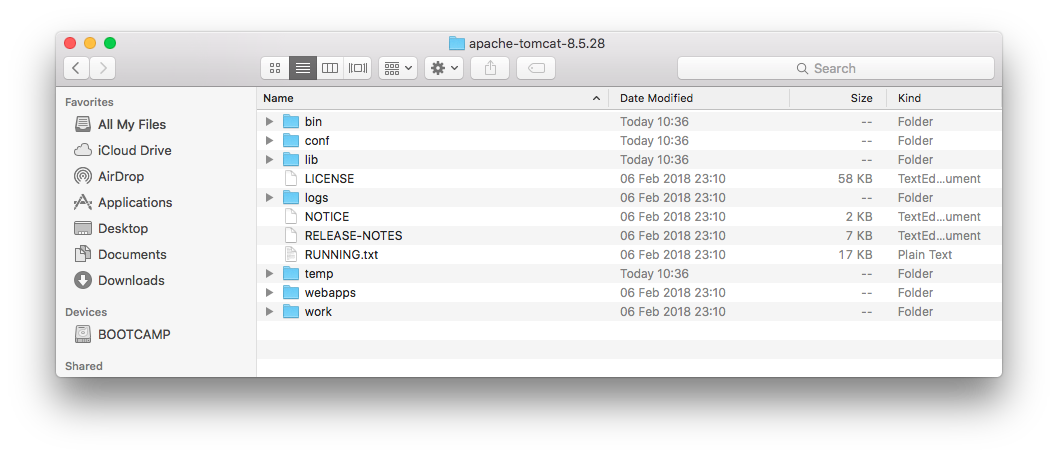 apache-tomcat-8.5.28
Search
Favorites
All My Files
iCloud Drive
AirDrop
Applications
Desktop
Documents
Downloads
Devices
BOOTCAMP
Shared
Name Date Modified Size Kind
bin Today 10:36 -- Folder
conf Today 10:36 -- Folder
lib Today 10:36 -- Folder
LICENSE 06 Feb 2018 23:10 58 KB TextEd...ument
logs 06 Feb 2018 23:10 -- Folder
NOTICE 06 Feb 2018 23:10 2 KB TextEd...ument
RELEASE-NOTES 06 Feb 2018 23:10 7 KB TextEd...ument
RUNNING.txt 06 Feb 2018 23:10 17 KB Plain Text
temp Today 10:36 -- Folder
webapps 06 Feb 2018 23:10 -- Folder
work 06 Feb 2018 23:10 -- Folder